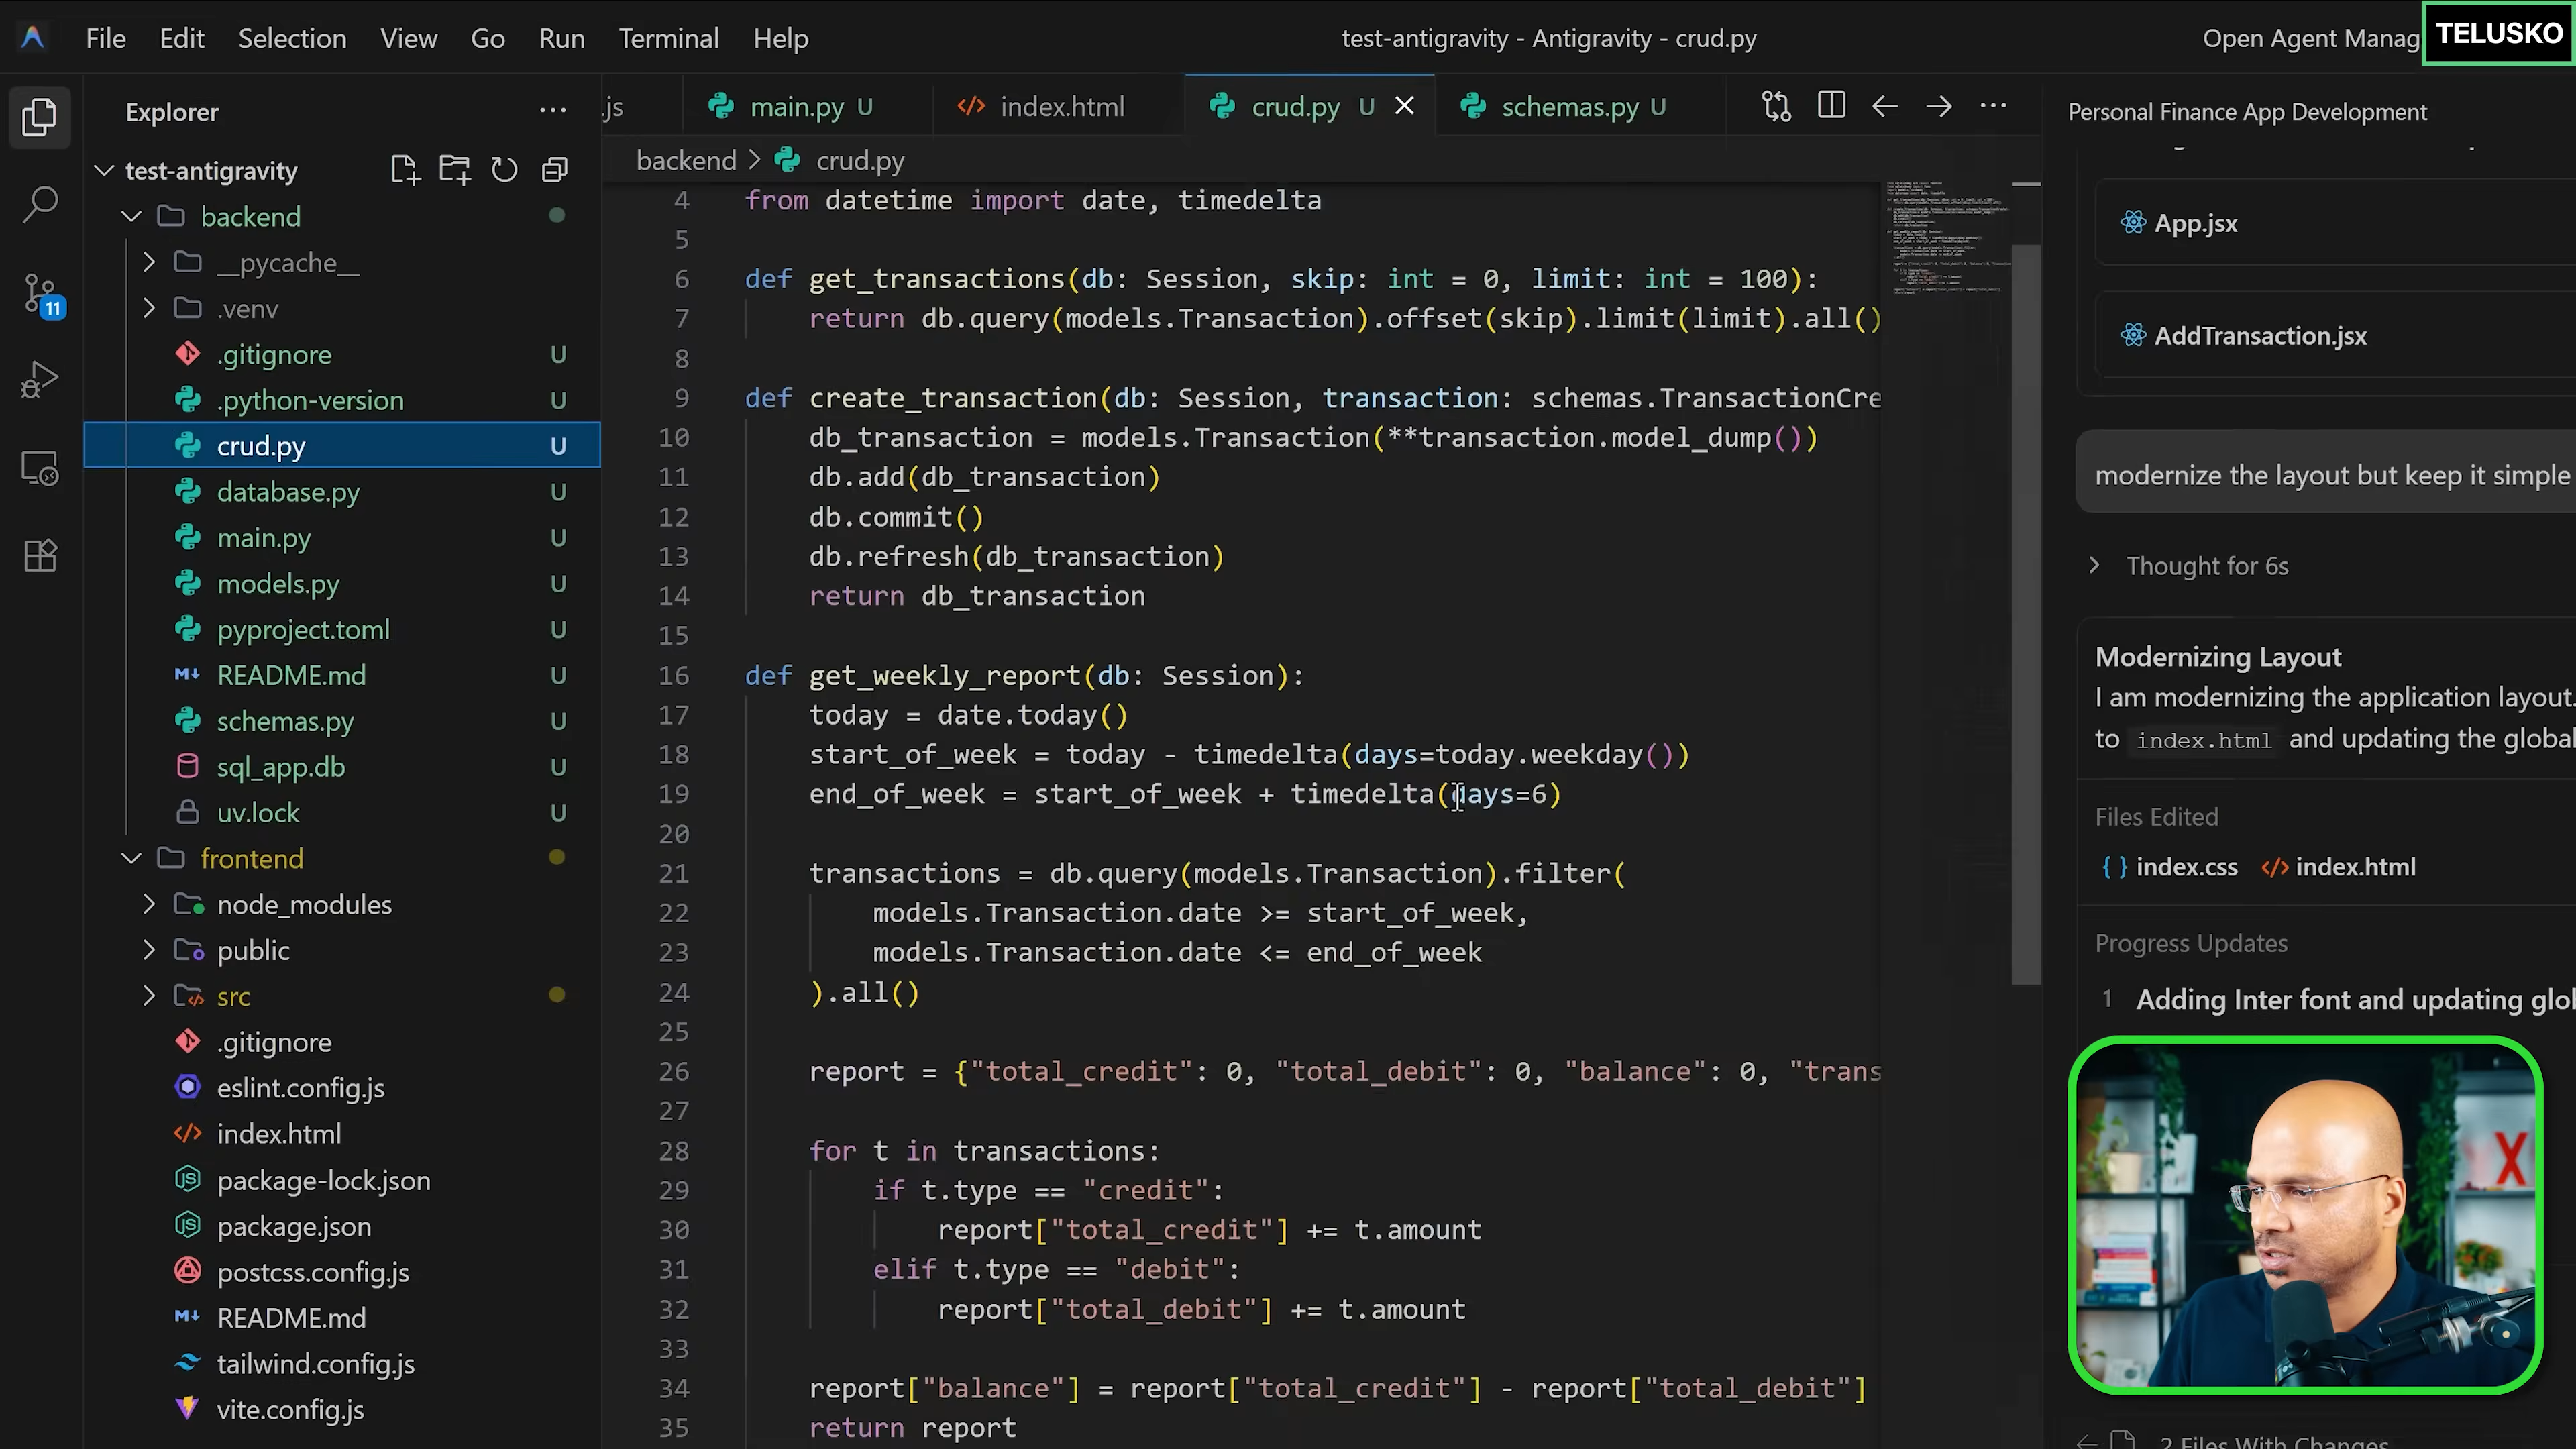 File Edit Selection View Go Run Terminal Help
test-antigravity - Antigravity - crud.py
Open Agent Manag
TELUSKO
Explorer
test-antigravity
backend
__pycache__
.venv
.gitignore U
.python-version U
crud.py U
database.py U
main.py U
models.py U
pyproject.toml U
README.md U
schemas.py U
sql_app.db U
uv.lock U
frontend
node_modules
public
src
.gitignore
eslint.config.js
index.html
package-lock.json
package.json
postcss.config.js
README.md
tailwind.config.js
vite.config.js
11
.js main.py U index.html crud.py U schemas.py U
backend > crud.py
4 from datetime import date, timedelta
5
6 def get_transactions(db: Session, skip: int = 0, limit: int = 100):
7 return db.query(models.Transaction).offset(skip).limit(limit).all()
8
9 def create_transaction(db: Session, transaction: schemas.TransactionCre
10 db_transaction = models.Transaction(**transaction.model_dump())
11 db.add(db_transaction)
12 db.commit()
13 db.refresh(db_transaction)
14 return db_transaction
15
16 def get_weekly_report(db: Session):
17 today = date.today()
18 start_of_week = today - timedelta(days=today.weekday())
19 end_of_week = start_of_week + timedelta(days=6)
20
21 transactions = db.query(models.Transaction).filter(
22 models.Transaction.date >= start_of_week,
23 models.Transaction.date <= end_of_week
24 ).all()
25
26 report = {"total_credit": 0, "total_debit": 0, "balance": 0, "trans
27
28 for t in transactions:
29 if t.type == "credit":
30 report["total_credit"] += t.amount
31 elif t.type == "debit":
32 report["total_debit"] += t.amount
33
34 report["balance"] = report["total_credit"] - report["total_debit"]
35 return report
Personal Finance App Development
App.jsx
AddTransaction.jsx
modernize the layout but keep it simple
Thought for 6s
Modernizing Layout
I am modernizing the application layout.
to index.html and updating the global
Files Edited
index.css index.html
Progress Updates
1 Adding Inter font and updating glo
2 Files With Changes